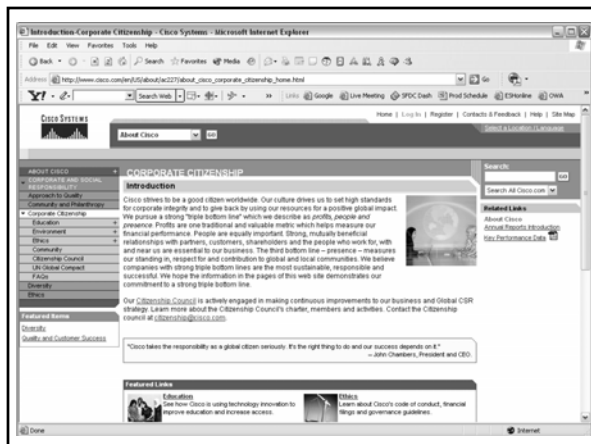 Introduction-Corporate Citizenship - Cisco Systems - Microsoft Internet Explorer
File Edit View Favorites Tools Help
Back Search Favorites Media
Address http://www.cisco.com/en/US/about/ac227/about_cisco_corporate_citizenship_home.html Go
Y! Search Web Links Google Live Meeting SFDC Dash Prod Schedule ESHonline OWA
CISCO SYSTEMS
Home | Log In | Register | Contacts & Feedback | Help | Site Map
About Cisco GO
Select a Location / Language
ABOUT CISCO
CORPORATE AND SOCIAL
RESPONSIBILITY
Approach to Quality
Community and Philanthropy
Corporate Citizenship
Education
Environment
Ethics
Community
Citizenship Council
UN Global Compact
FAQs
Diversity
Ethics
Featured Items
Diversity
Quality and Customer Success
CORPORATE CITIZENSHIP
Introduction
Cisco strives to be a good citizen worldwide. Our culture drives us to set high standards
for corporate integrity and to give back by using our resources for a positive global impact.
We pursue a strong "triple bottom line" which we describe as profits, people and
presence. Profits are one traditional and valuable metric which helps measure our
financial performance. People are equally important. Strong, mutually beneficial
relationships with partners, customers, shareholders and the people who work for, with
and near us are essential to our business. The third bottom line – presence – measures
our standing in, respect for and contribution to global and local communities. We believe
companies with strong triple bottom lines are the most sustainable, responsible and
successful. We hope the information in the pages of this web site demonstrates our
commitment to a strong triple bottom line.
Our Citizenship Council is actively engaged in making continuous improvements to our business and Global CSR
strategy. Learn more about the Citizenship Council's charter, members and activities. Contact the Citizenship
council at citizenship@cisco.com.
"Cisco takes the responsibility as a global citizen seriously. It's the right thing to do and our success depends on it."
– John Chambers, President and CEO.
Featured Links
Education
See how Cisco is using technology innovation to
improve education and increase access.
Ethics
Learn about Cisco's code of conduct, financial
filings and governance guidelines.
Search:
GO
Search All Cisco.com
Related Links
About Cisco
Annual Reports Introduction
Key Performance Data
Done Internet